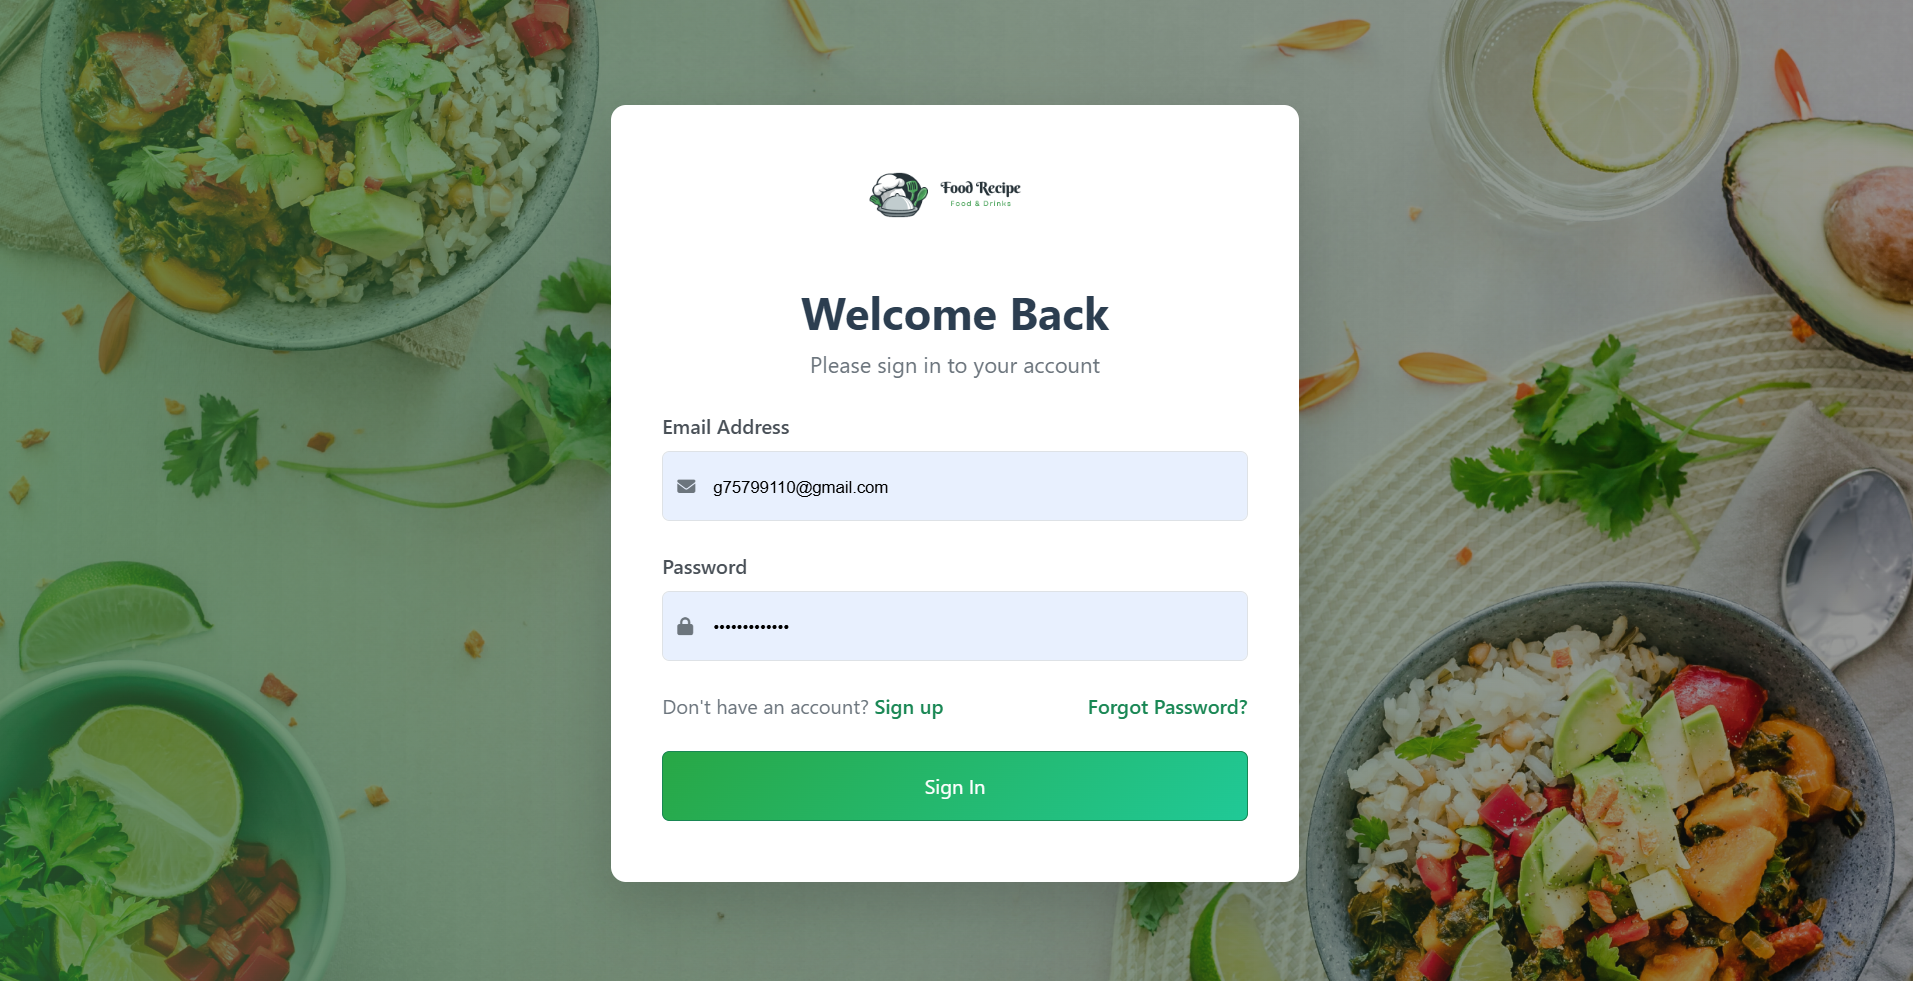 Food Recipe
Food & Drinks
Welcome Back
Please sign in to your account
Email Address
g75799110@gmail.com
Password
•••••••••••••
Don't have an account? Sign up
Forgot Password?
Sign In